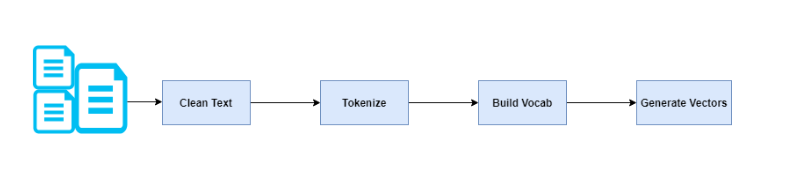 Clean Text
Tokenize
Build Vocab
Generate Vectors